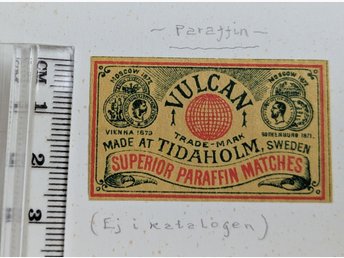 ~ Paraffin ~
MOSCOW 1872
MOSCOW 1872
VULCAN
VIENNA 1873
GOTHENBURG 1871.
TRADE-MARK
MADE AT TIDAHOLM, SWEDEN
SUPERIOR PARAFFIN MATCHES
(Ej i katalogen)
CM 1
2
3